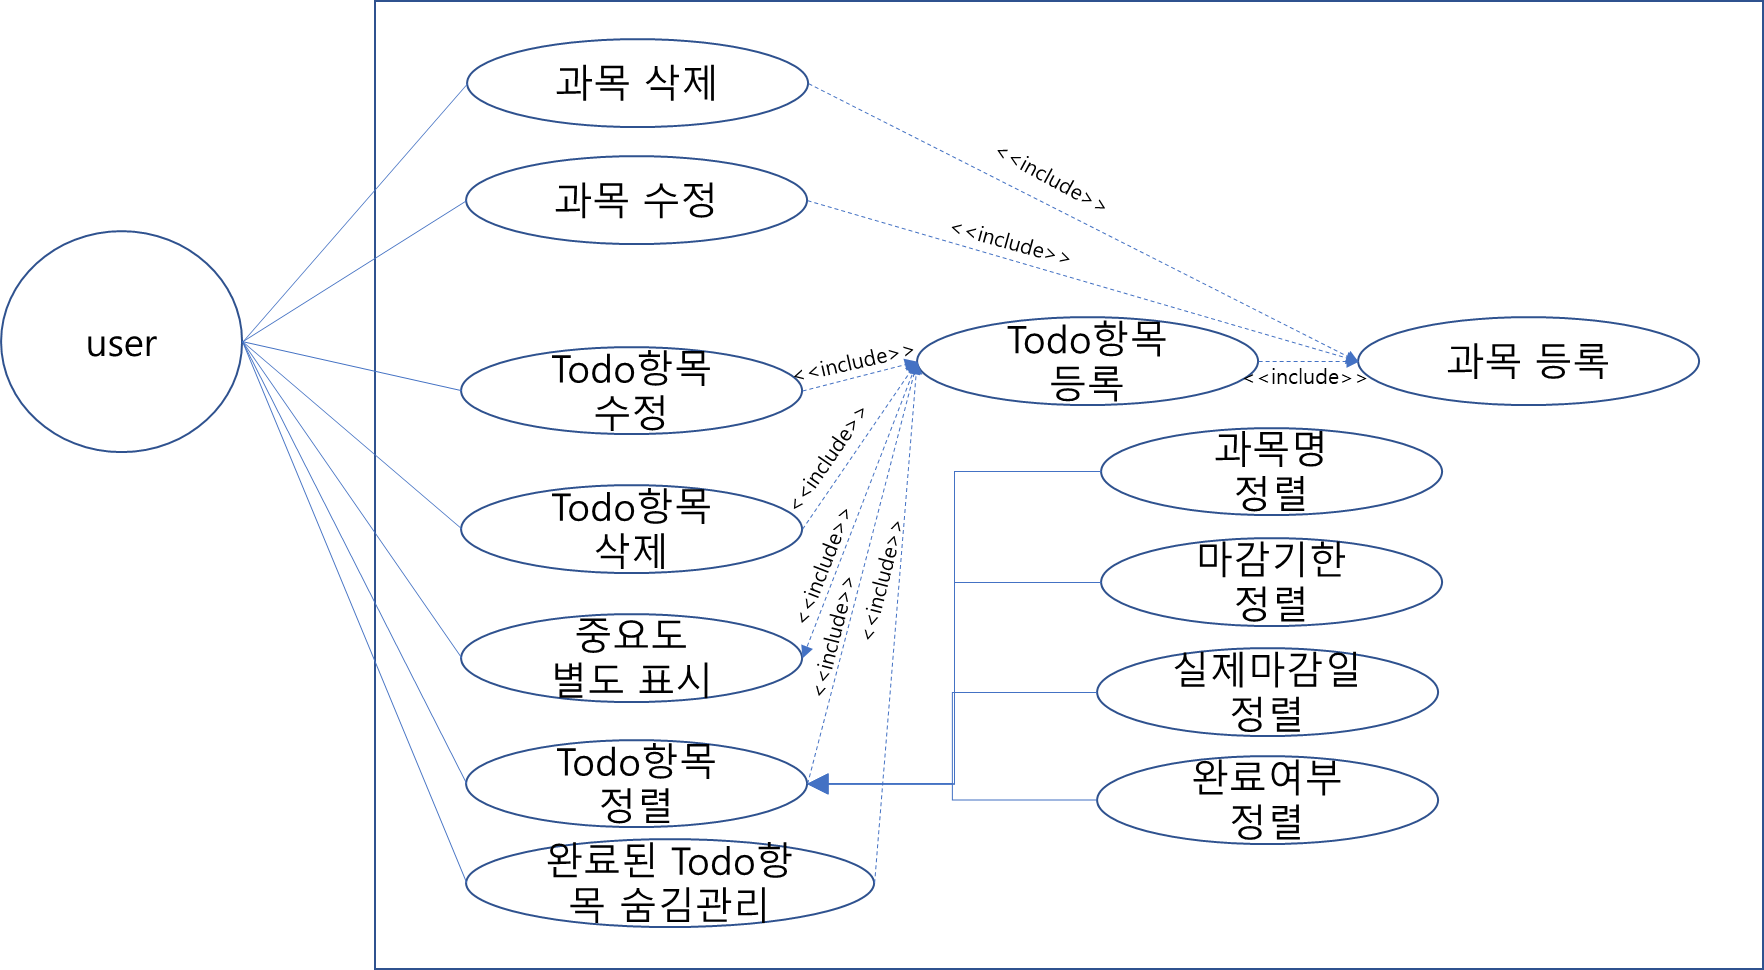 과목 삭제
<<include>>
과목 수정
<<include>>
user
Todo항목
수정
<<include>>
Todo항목
등록
<<include>>
과목 등록
Todo항목
삭제
<<include>>
과목명
정렬
마감기한
정렬
중요도
별도 표시
<<include>>
<<include>>
<<include>>
실제마감일
정렬
Todo항목
정렬
완료여부
정렬
완료된 Todo항
목 숨김관리